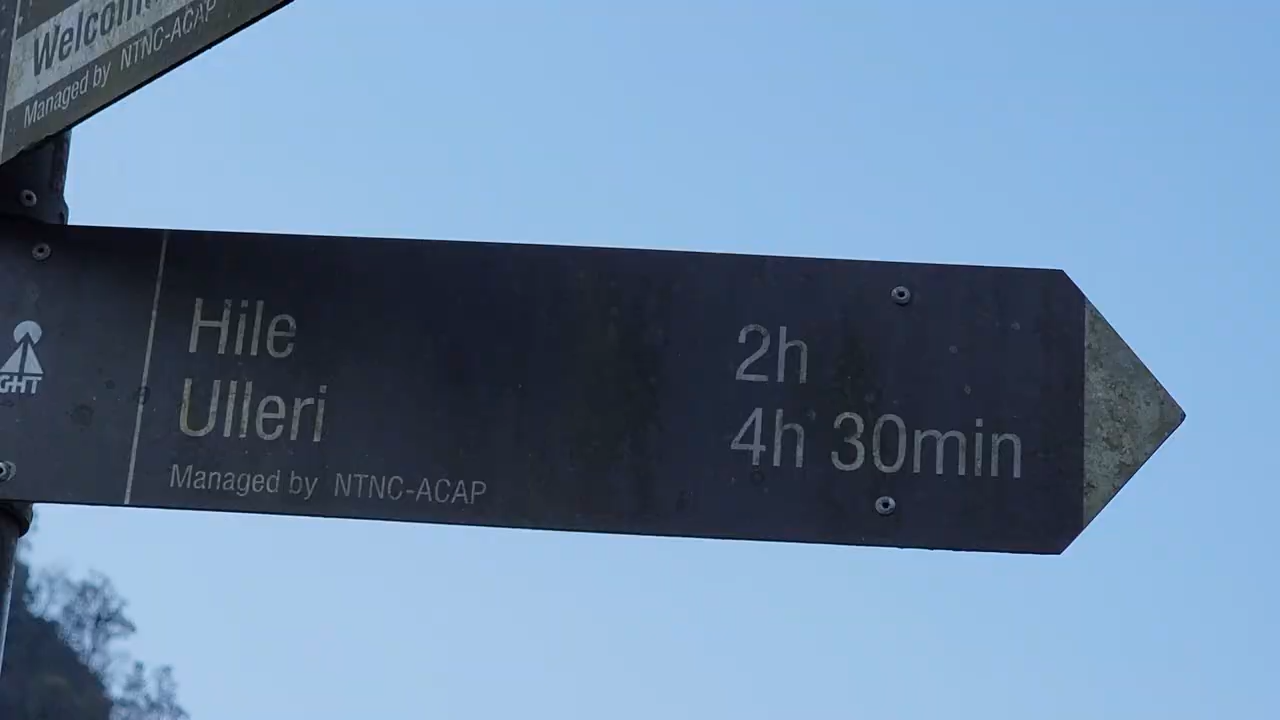 Welcom
Managed by NTNC-ACAP
GHT
Hile 2h
Ulleri 4h 30min
Managed by NTNC-ACAP